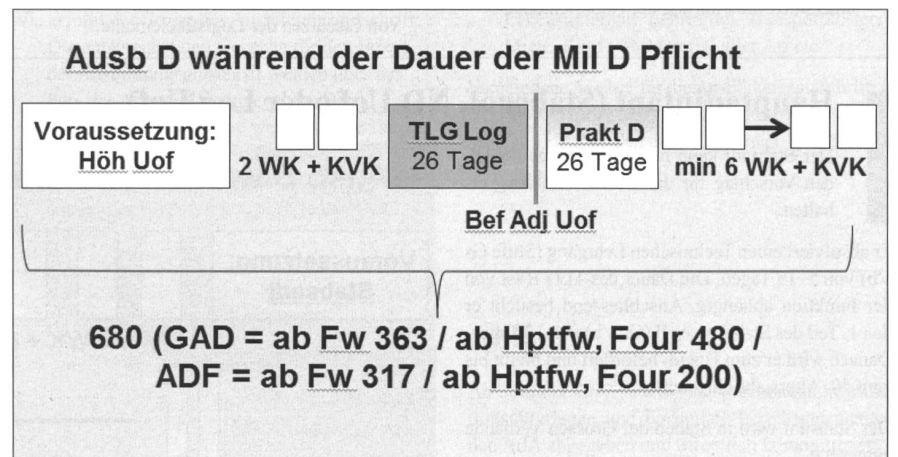 Ausb D während der Dauer der Mil D Pflicht
Voraussetzung:
Höh Uof
2 WK + KVK
TLG Log
26 Tage
Prakt D
26 Tage
min 6 WK + KVK
Bef Adj Uof
680 (GAD = ab Fw 363 / ab Hptfw, Four 480 /
ADF = ab Fw 317 / ab Hptfw, Four 200)